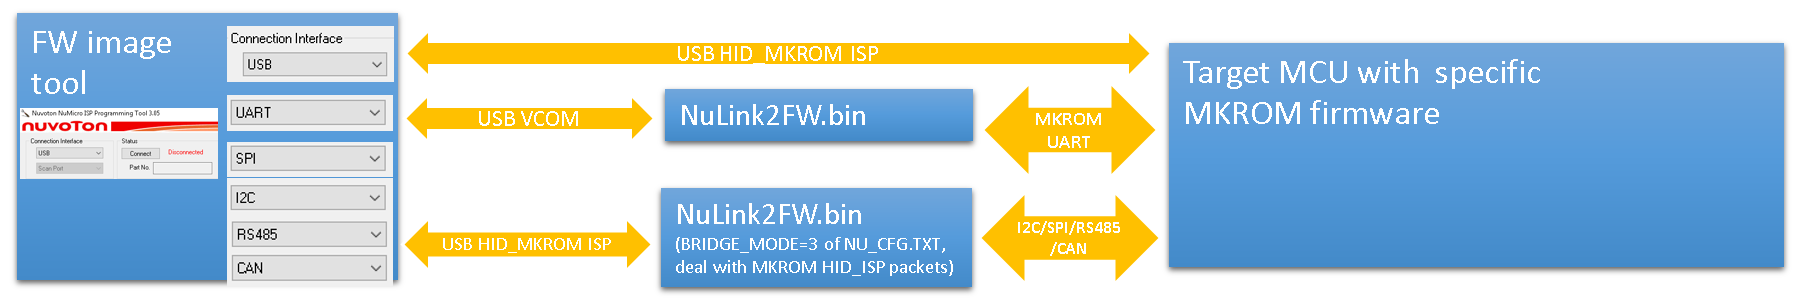 FW image
tool
Nuvoton NuMicro ISP Programming Tool 3.05
nuvoTon
Connection Interface
USB
Scan Port
Status
Connect
Disconnected
Part No.
Connection Interface
USB
UART
SPI
I2C
RS485
CAN
USB HID_MKROM ISP
USB VCOM
NuLink2FW.bin
MKROM
UART
USB HID_MKROM ISP
NuLink2FW.bin
(BRIDGE_MODE=3 of NU_CFG.TXT,
deal with MKROM HID_ISP packets)
I2C/SPI/RS485
/CAN
Target MCU with specific
MKROM firmware